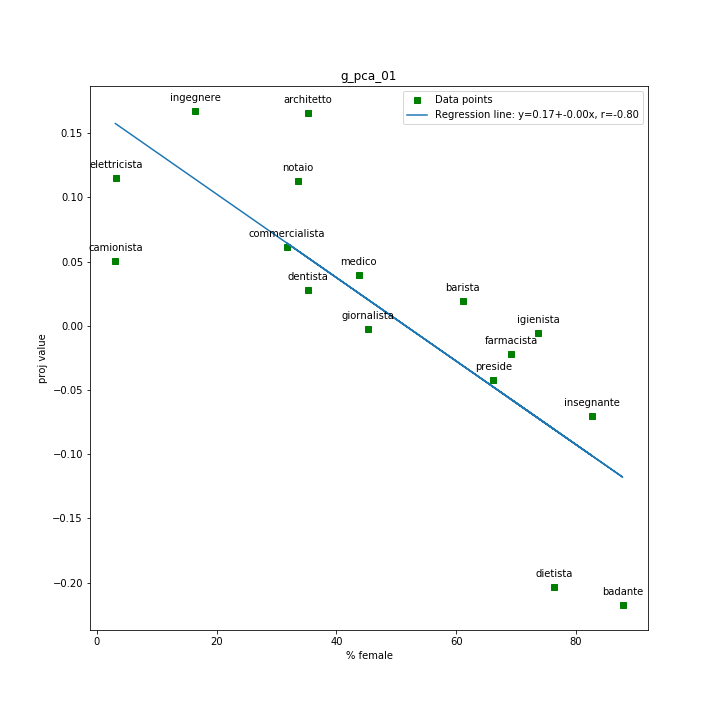 g_pca_01
Data points
Regression line: y=0.17+-0.00x, r=-0.80
ingegnere
architetto
elettricista
notaio
commercialista
camionista
medico
dentista
barista
giornalista
igienista
farmacista
preside
insegnante
dietista
badante
0.15
0.10
0.05
0.00
−0.05
−0.10
−0.15
−0.20
proj value
0
20
40
60
80
% female